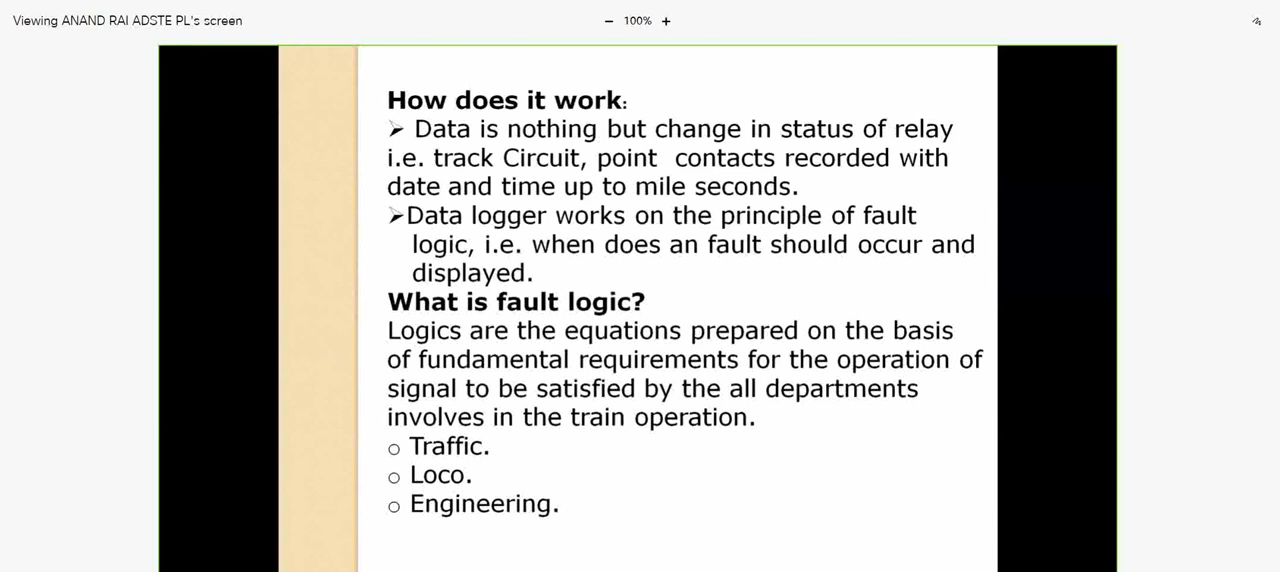 Viewing ANAND RAI ADSTE PL's screen
− 100% +
How does it work:
➢ Data is nothing but change in status of relay
i.e. track Circuit, point contacts recorded with
date and time up to mile seconds.
➢Data logger works on the principle of fault
logic, i.e. when does an fault should occur and
displayed.
What is fault logic?
Logics are the equations prepared on the basis
of fundamental requirements for the operation of
signal to be satisfied by the all departments
involves in the train operation.
○ Traffic.
○ Loco.
○ Engineering.